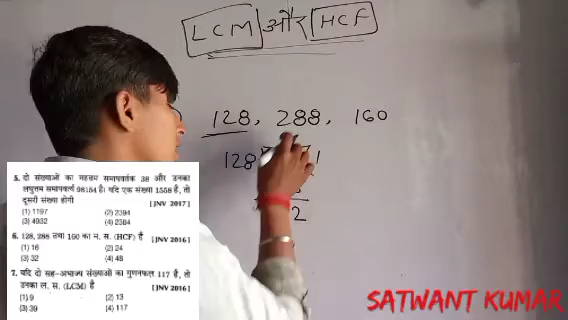 LCM और HCF
128, 288, 160
128 1
2
5. दो संख्याओं का महत्तम समापवर्तक 38 और उनका
लघुत्तम समापवर्त्य 98154 है। यदि एक संख्या 1558 है, तो
दूसरी संख्या होगी [JNV 2017]
(1) 1197 (2) 2394
(3) 4932 (4) 2384
6. 128, 288 तथा 160 का म. स. (HCF) है [JNV 2016]
(1) 16 (2) 24
(3) 32 (4) 48
7. यदि दो सह-अभाज्य संख्याओं का गुणनफल 117 है, तो
उनका ल. स. (LCM) है [JNV 2016]
(1) 9 (2) 13
(3) 39 (4) 117
SATWANT KUMAR